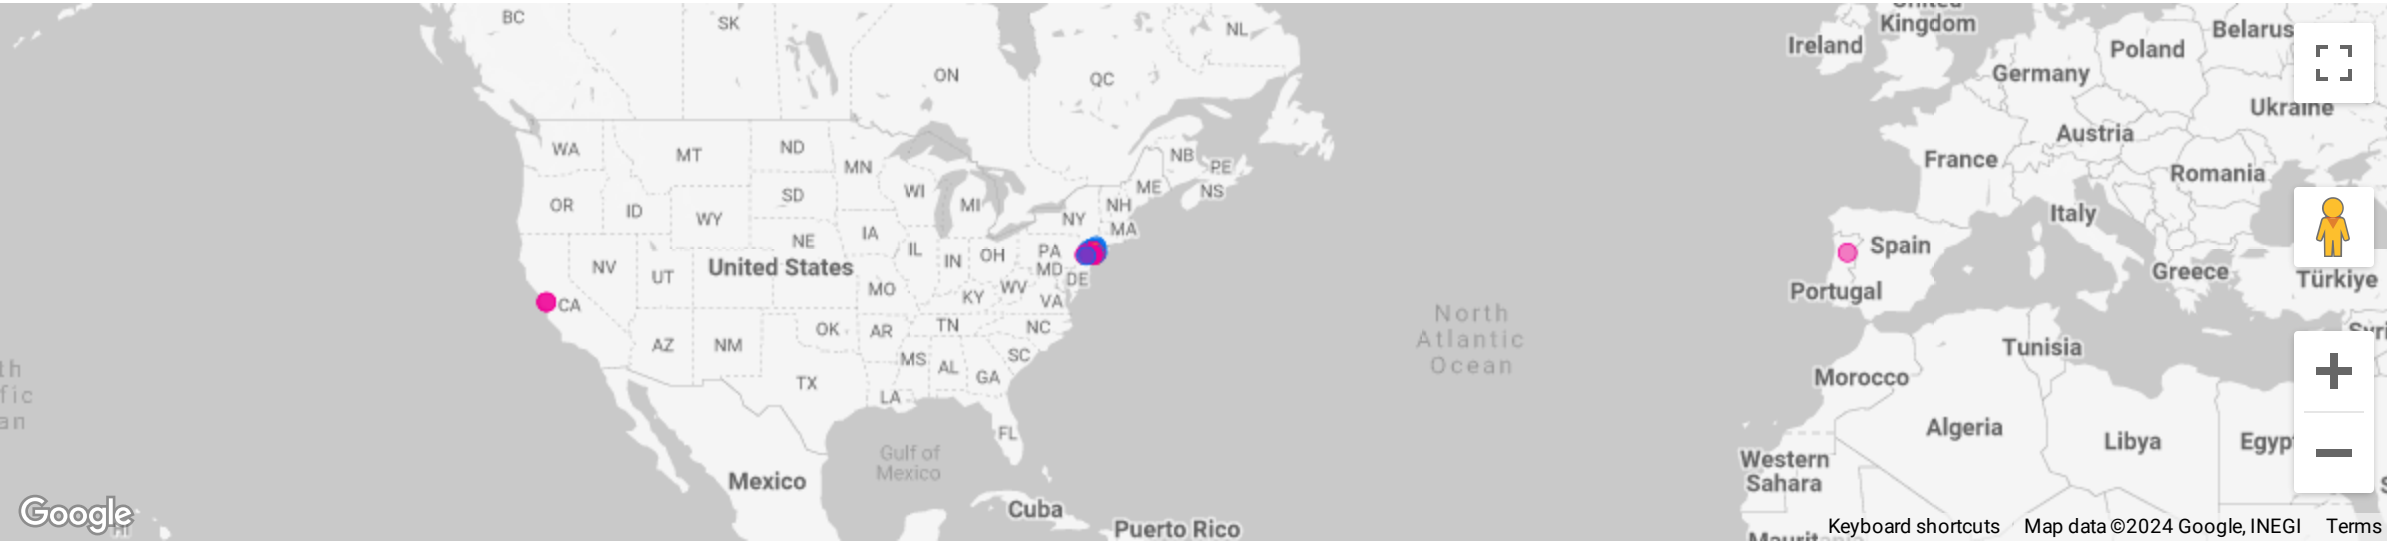 BC
SK
NL
ON
QC
United
Kingdom
Ireland
Belarus
Poland
Germany
Ukraine
Austria
France
Romania
Italy
Spain
Portugal
Greece
Türkiye
WA
MT
ND
MN
NB
PE
OR
ID
WY
SD
WI
MI
NY
NH
ME
NS
MA
NE
IA
IL
IN
OH
PA
MD
DE
NV
UT
United States
CA
MO
KY
WV
VA
AZ
NM
OK
AR
TN
NC
MS
AL
GA
SC
TX
LA
FL
North
Atlantic
Ocean
Tunisia
Morocco
Algeria
Libya
Egyp
Western
Sahara
Gulf of
Mexico
Mexico
Cuba
Puerto Rico
Google
HI
Keyboard shortcuts
Map data ©2024 Google, INEGI
Terms